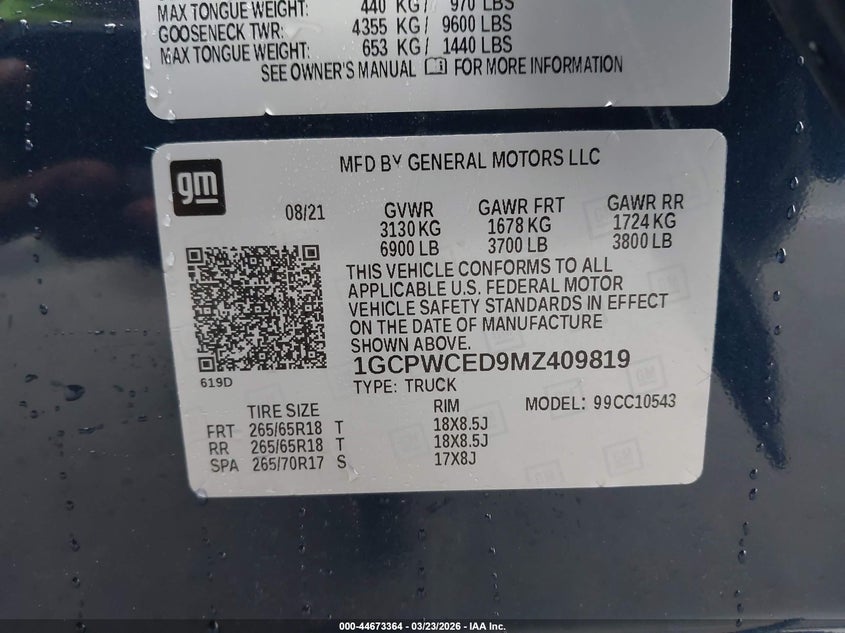 MAX TONGUE WEIGHT: 440 KG/ 970 LBS
GOOSENECK TWR: 4355 KG/ 9600 LBS
MAX TONGUE WEIGHT: 653 KG/ 1440 LBS
SEE OWNER'S MANUAL FOR MORE INFORMATION
gm
MFD BY GENERAL MOTORS LLC
08/21
GVWR GAWR FRT GAWR RR
3130 KG 1678 KG 1724 KG
6900 LB 3700 LB 3800 LB
THIS VEHICLE CONFORMS TO ALL
APPLICABLE U.S. FEDERAL MOTOR
VEHICLE SAFETY STANDARDS IN EFFECT
ON THE DATE OF MANUFACTURE
SHOWN ABOVE.
1GCPWCED9MZ409819
619D
TYPE: TRUCK
TIRE SIZE RIM MODEL: 99CC10543
FRT 265/65R18 T 18X8.5J
RR 265/65R18 T 18X8.5J
SPA 265/70R17 S 17X8J
000-44673364 - 03/23/2026 - IAA Inc.